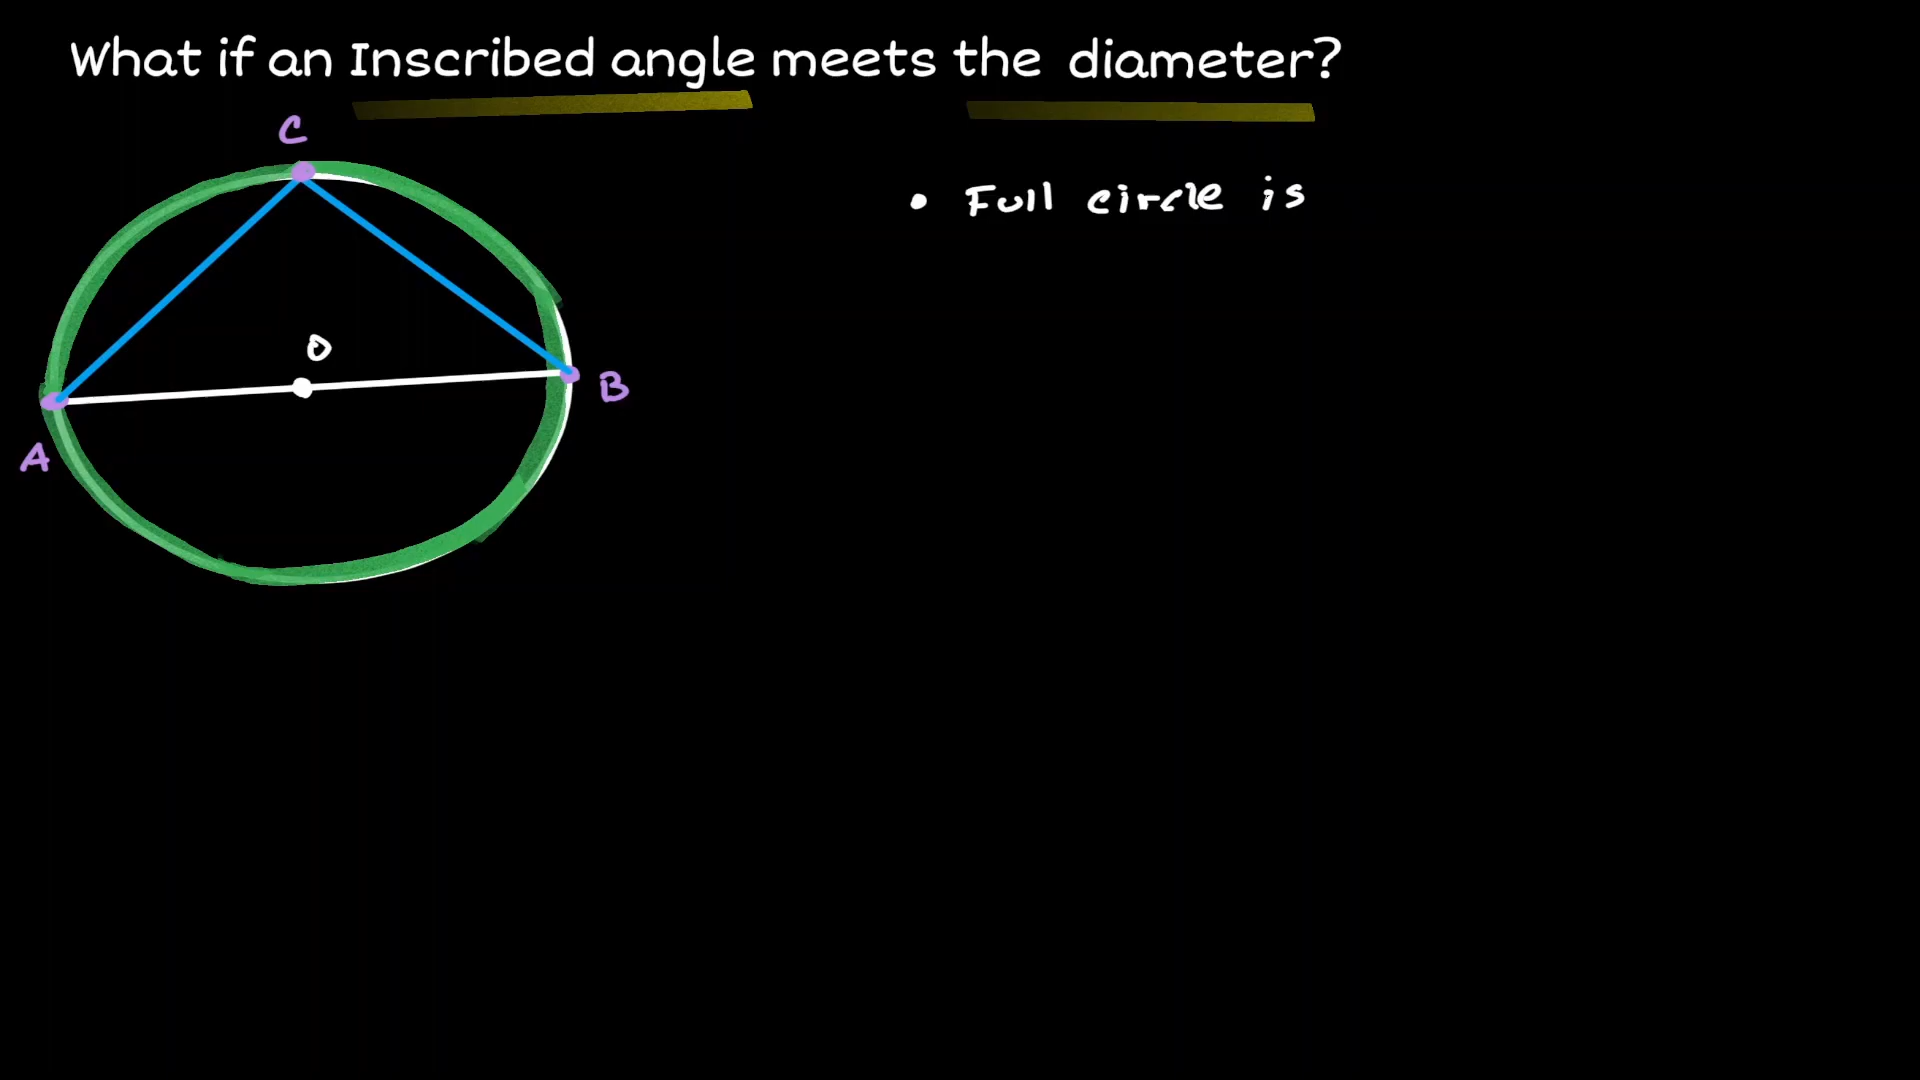 What if an Inscribed angle meets the diameter?
C
• Full circle is
O
B
A